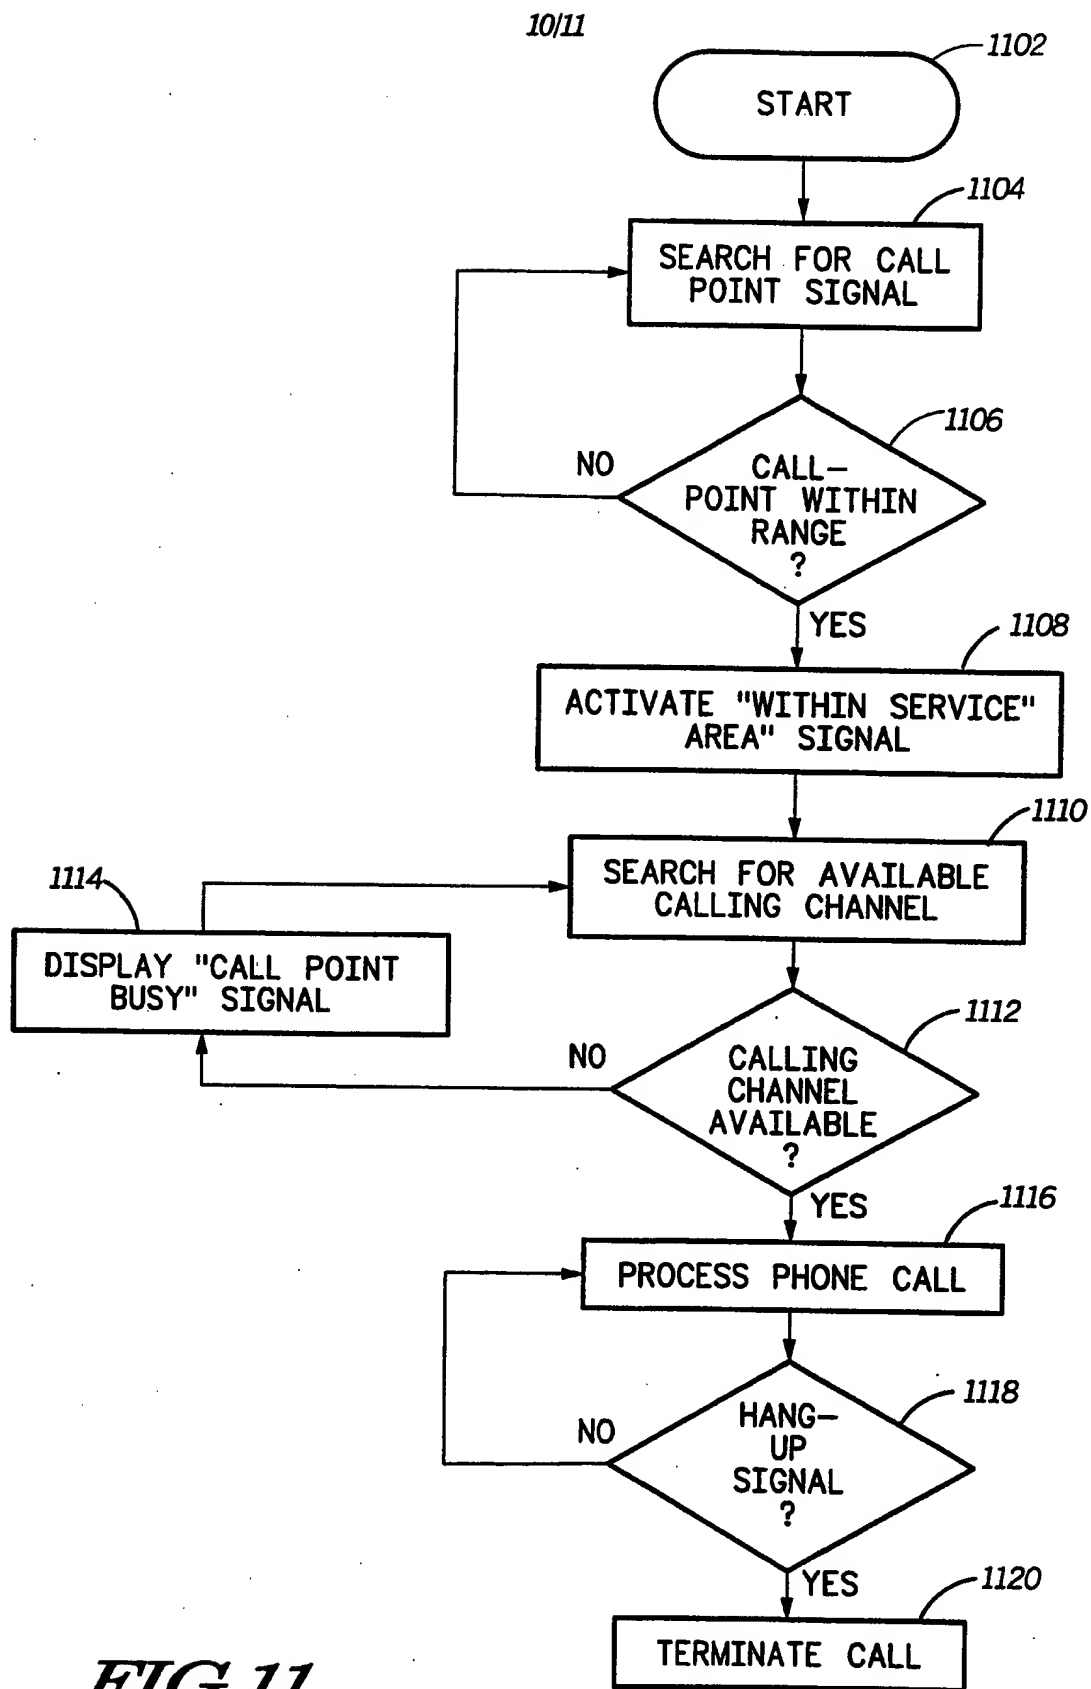 10/11
1102
START
1104
SEARCH FOR CALL
POINT SIGNAL
1106
NO
CALL-
POINT WITHIN
RANGE
?
YES
1108
ACTIVATE "WITHIN SERVICE"
AREA" SIGNAL
1110
SEARCH FOR AVAILABLE
CALLING CHANNEL
1114
DISPLAY "CALL POINT
BUSY" SIGNAL
1112
NO
CALLING
CHANNEL
AVAILABLE
?
YES
1116
PROCESS PHONE CALL
1118
NO
HANG-
UP
SIGNAL
?
YES
1120
TERMINATE CALL
FIG.11